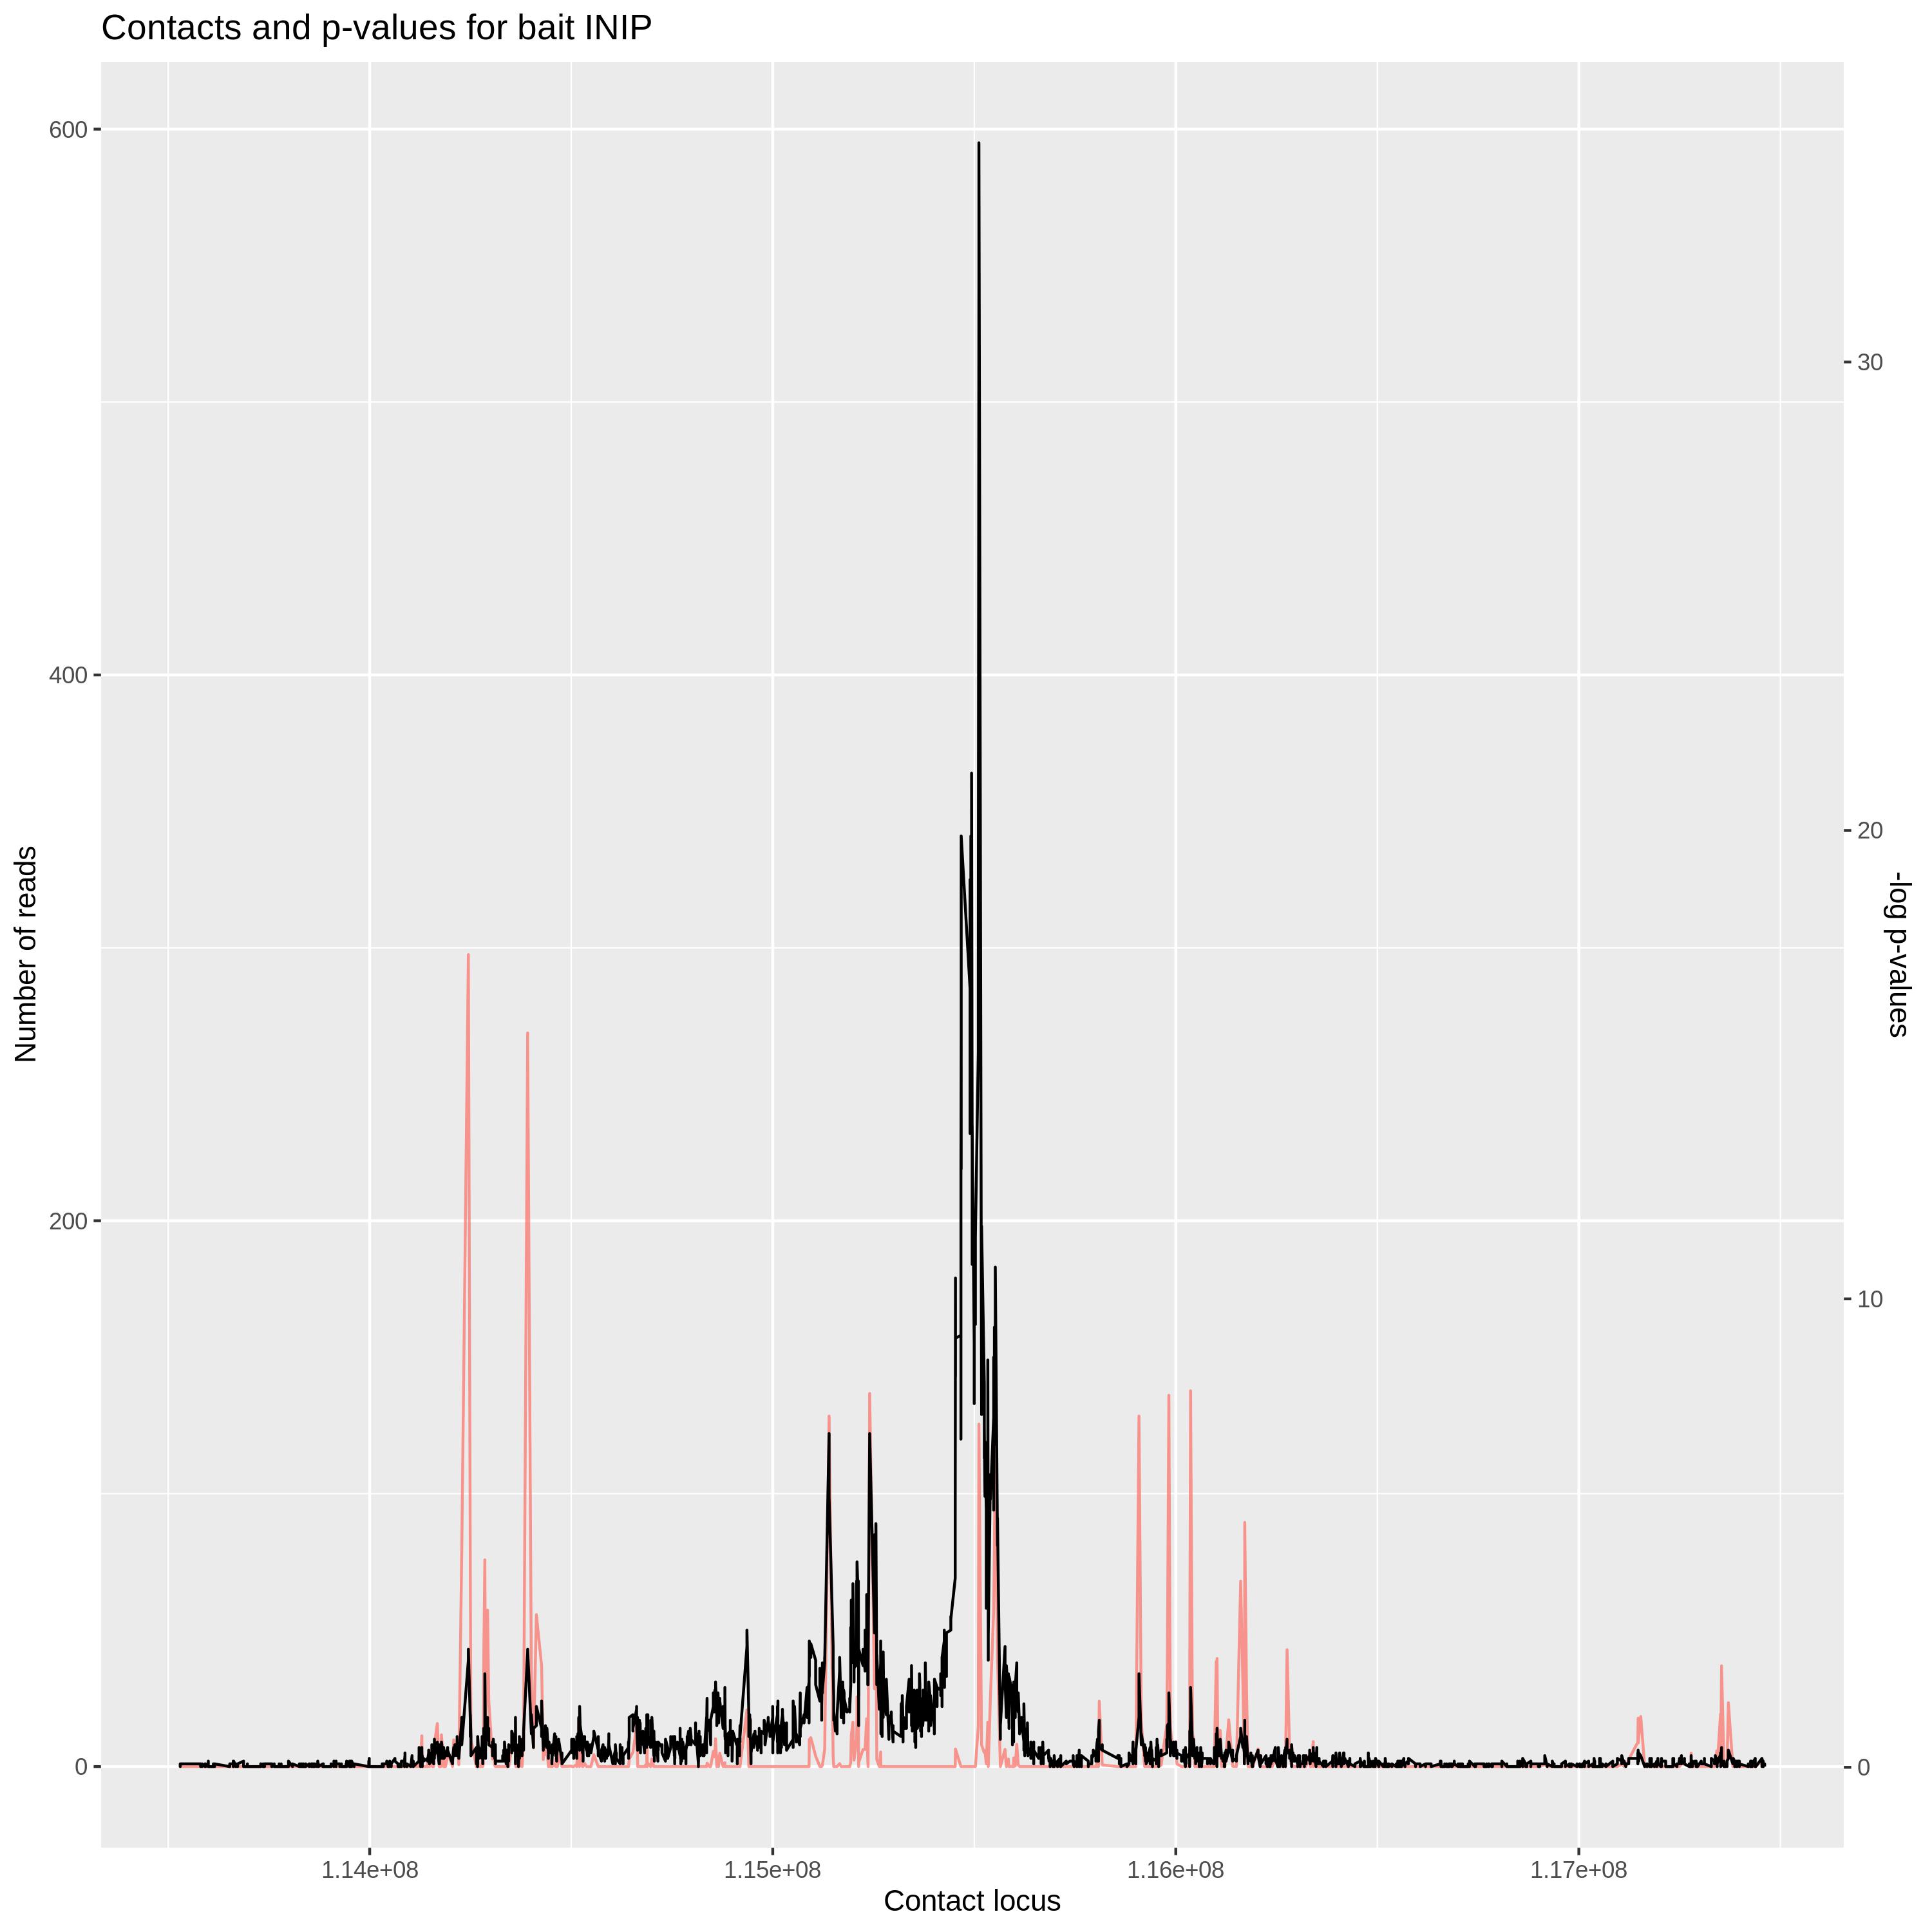 Contacts and p-values for bait INIP
600
400
200
0
Number of reads
30
20
10
0
-log p-values
1.14e+08
1.15e+08
1.16e+08
1.17e+08
Contact locus